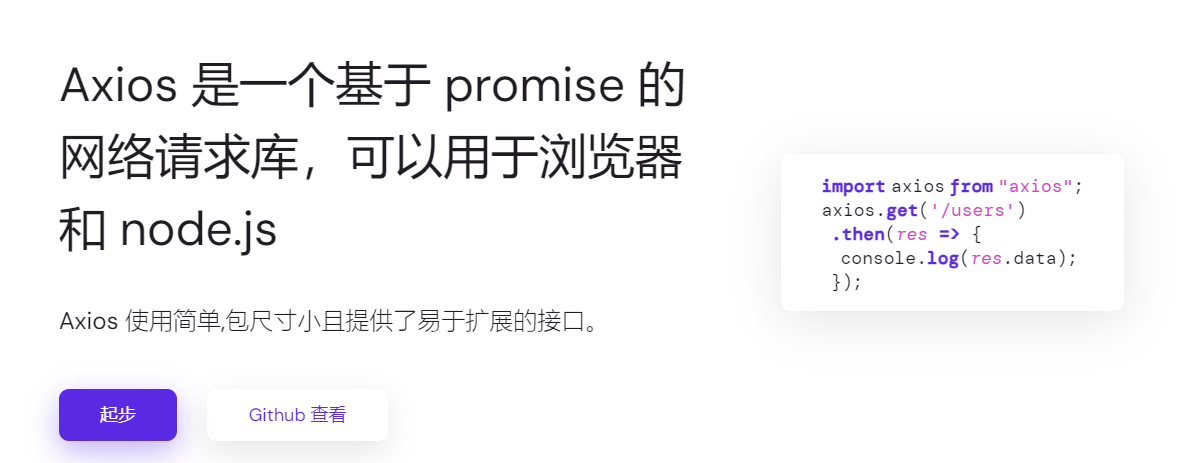 Axios 是一个基于 promise 的
网络请求库，可以用于浏览器
和 node.js
Axios 使用简单,包尺寸小且提供了易于扩展的接口。
起步
Github 查看
import axios from "axios";
axios.get('/users')
.then(res => {
console.log(res.data);
});